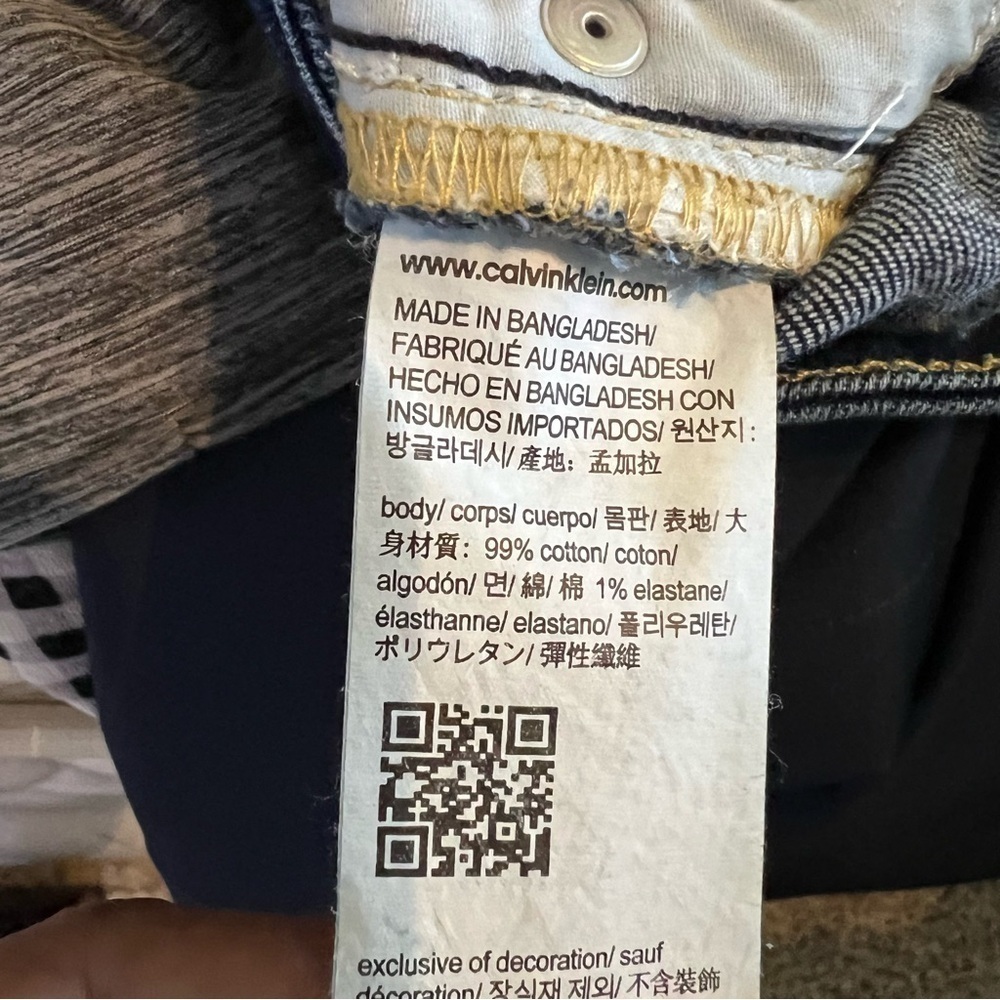 www.calvinklein.com
MADE IN BANGLADESH/
FABRIQUÉ AU BANGLADESH/
HECHO EN BANGLADESH CON
INSUMOS IMPORTADOS/ 원산지:
방글라데시/ 產地: 孟加拉
body/ corps/ cuerpo/ 몸판/ 表地/ 大
身材質: 99% cotton/ coton/
algodón/ 면/ 綿/ 棉 1% elastane/
élasthanne/ elastano/ 폴리우레탄/
ポリウレタン/ 彈性纖維
exclusive of decoration/ sauf
décoration/ 장식재 제외/ 不含裝飾